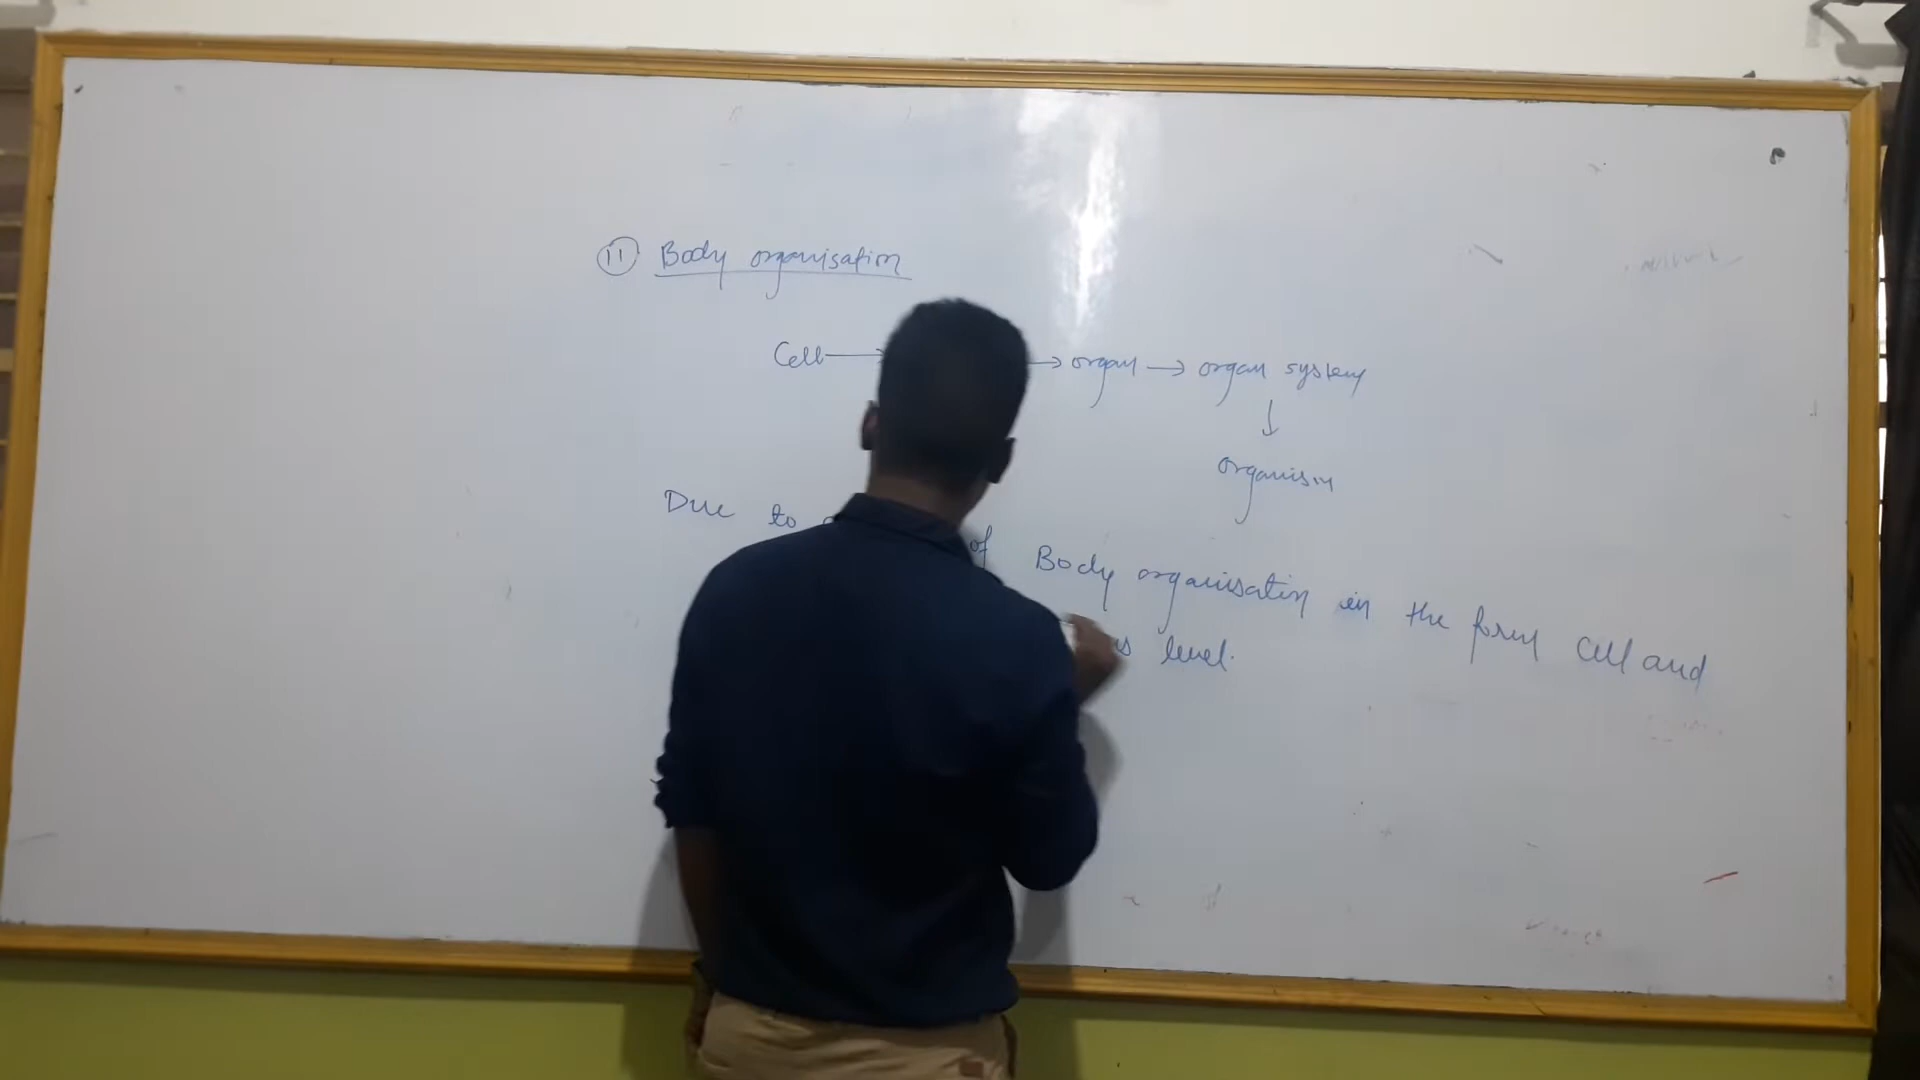 11 Body organisation
Cell → → organ → organ system
↓
organism
Due to of Body organisation in the form Cell and
level.